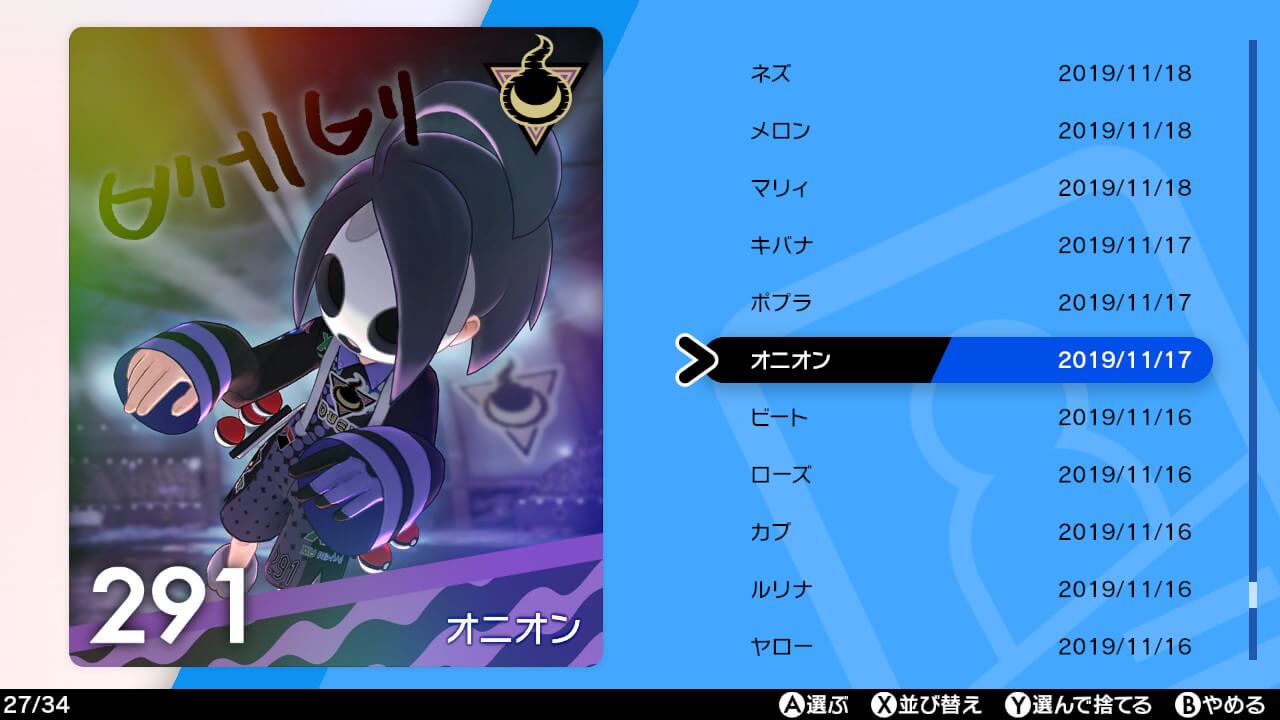 291
オニオン
ネズ 2019/11/18
メロン 2019/11/18
マリィ 2019/11/18
キバナ 2019/11/17
ポプラ 2019/11/17
オニオン 2019/11/17
ビート 2019/11/16
ローズ 2019/11/16
カブ 2019/11/16
ルリナ 2019/11/16
ヤロー 2019/11/16
27/34
A選ぶ X並び替え Y選んで捨てる Bやめる